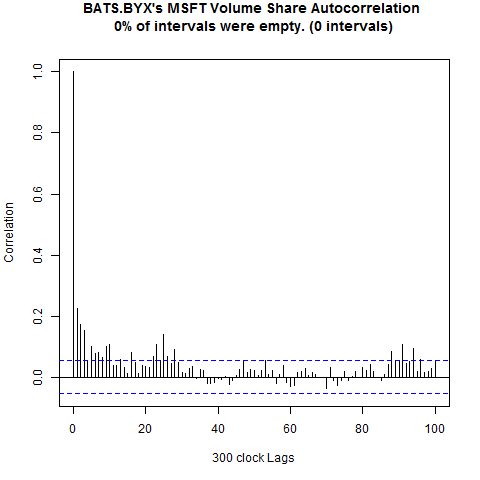 BATS.BYX's MSFT Volume Share Autocorrelation
0% of intervals were empty. (0 intervals)
1.0
0.8
0.6
0.4
0.2
0.0
Correlation
0 20 40 60 80 100
300 clock Lags